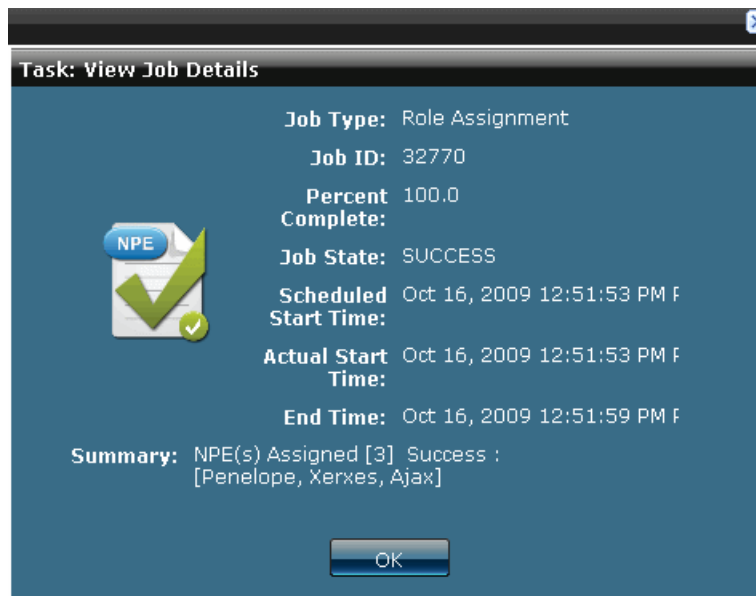 Task: View Job Details
Job Type: Role Assignment
Job ID: 32770
Percent 100.0
Complete:
NPE
Job State: SUCCESS
Scheduled Oct 16, 2009 12:51:53 PM
Start Time:
Actual Start Oct 16, 2009 12:51:53 PM
Time:
End Time: Oct 16, 2009 12:51:59 PM
Summary: NPE(s) Assigned [3] Success :
[Penelope, Xerxes, Ajax]
OK